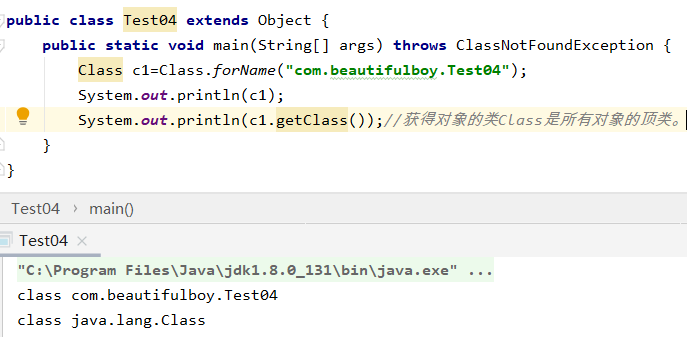 public class Test04 extends Object {
public static void main(String[] args) throws ClassNotFoundException {
Class c1=Class.forName("com.beautifulboy.Test04");
System.out.println(c1);
System.out.println(c1.getClass());//获得对象的类Class是所有对象的顶类。
}
}
Test04 › main()
Test04 ×
"C:\Program Files\Java\jdk1.8.0_131\bin\java.exe" ...
class com.beautifulboy.Test04
class java.lang.Class